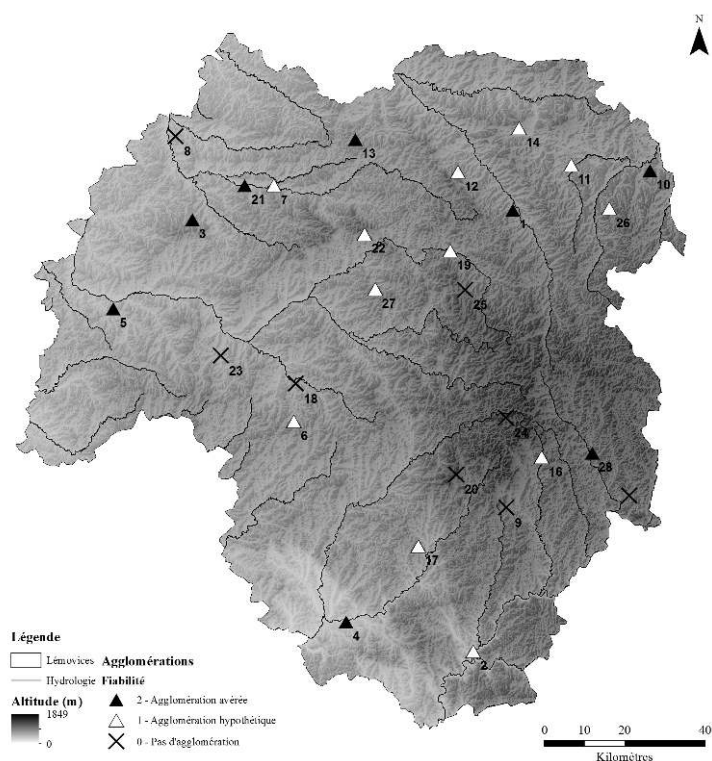 N
14
13
8
12
11
10
21
7
26
1
3
22
19
27
25
5
23
18
6
24
16
28
20
9
17
4
2
Légende
Lémovices
Agglomérations
Hydrologie
Fiabilité
Altitude (m)
1849
0
2 - Agglomération avérée
1 - Agglomération hypothétique
0 - Pas d'agglomération
0 10 20 40
Kilomètres